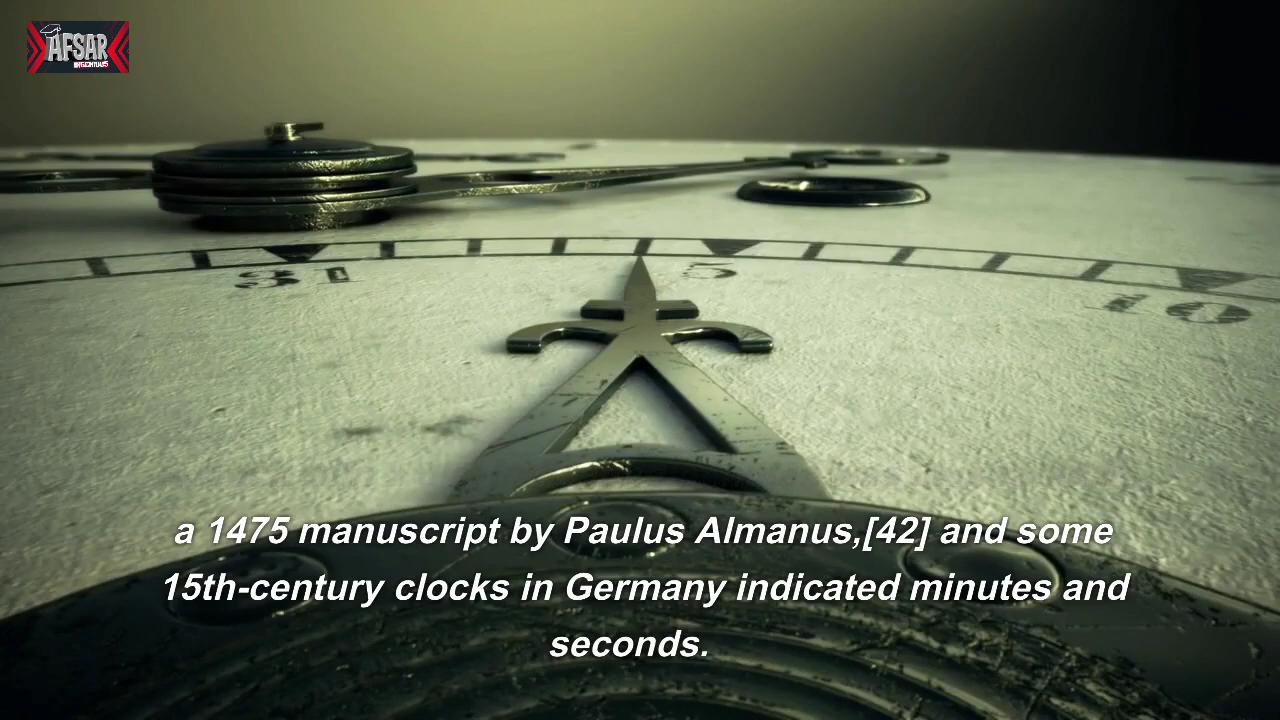 AFSAR
31
5
10
a 1475 manuscript by Paulus Almanus,[42] and some
15th-century clocks in Germany indicated minutes and
seconds.